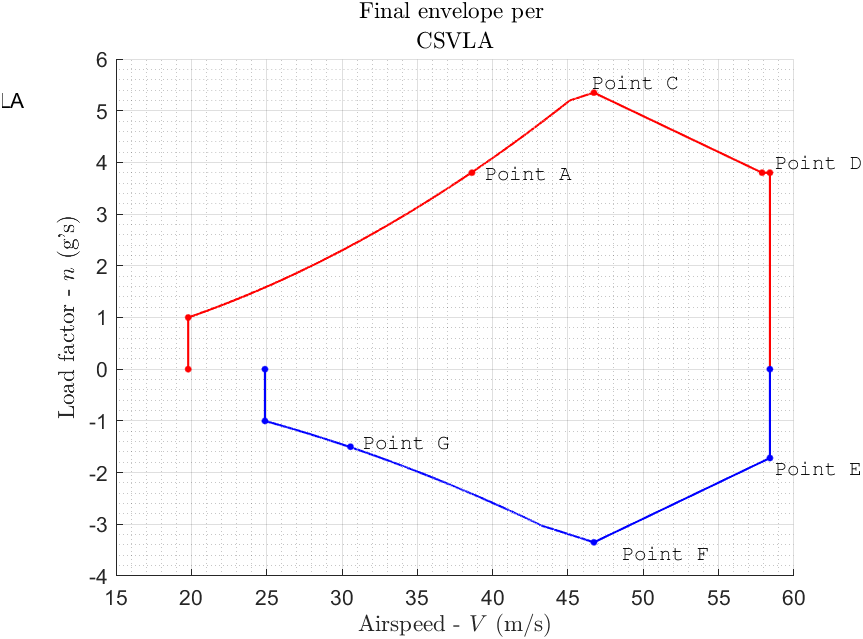 Final envelope per
CSVLA
LA
6
5
4
3
2
1
0
-1
-2
-3
-4
Load factor - n (g's)
Point C
Point D
Point A
Point G
Point E
Point F
15 20 25 30 35 40 45 50 55 60
Airspeed - V (m/s)